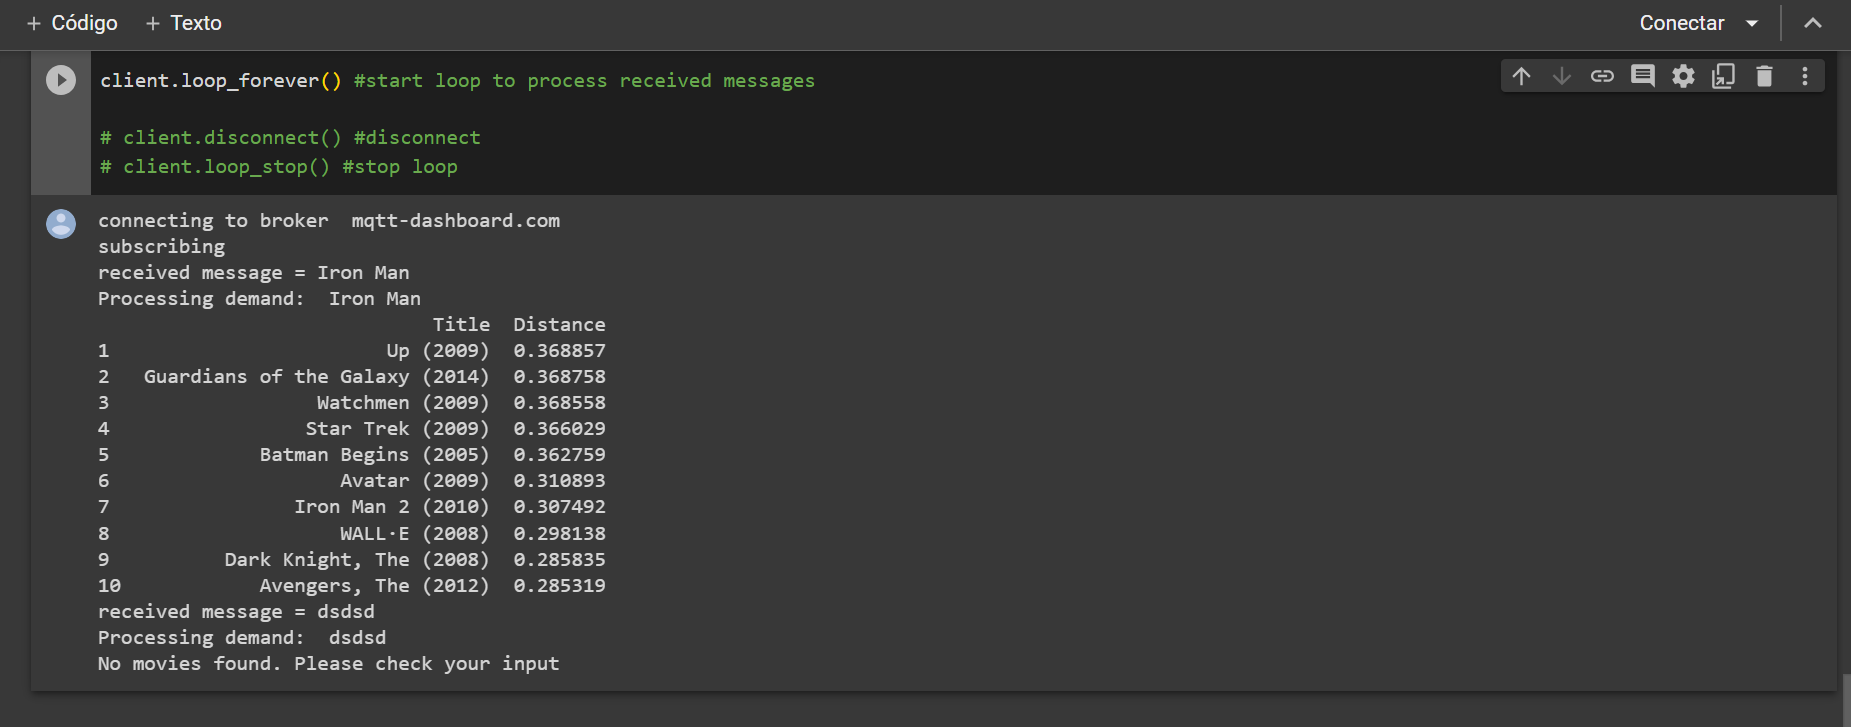 + Código + Texto Conectar
client.loop_forever() #start loop to process received messages
# client.disconnect() #disconnect
# client.loop_stop() #stop loop
connecting to broker  mqtt-dashboard.com
subscribing
received message = Iron Man
Processing demand:  Iron Man
Title  Distance
1 Up (2009)  0.368857
2 Guardians of the Galaxy (2014)  0.368758
3 Watchmen (2009)  0.368558
4 Star Trek (2009)  0.366029
5 Batman Begins (2005)  0.362759
6 Avatar (2009)  0.310893
7 Iron Man 2 (2010)  0.307492
8 WALL·E (2008)  0.298138
9 Dark Knight, The (2008)  0.285835
10 Avengers, The (2012)  0.285319
received message = dsdsd
Processing demand:  dsdsd
No movies found. Please check your input